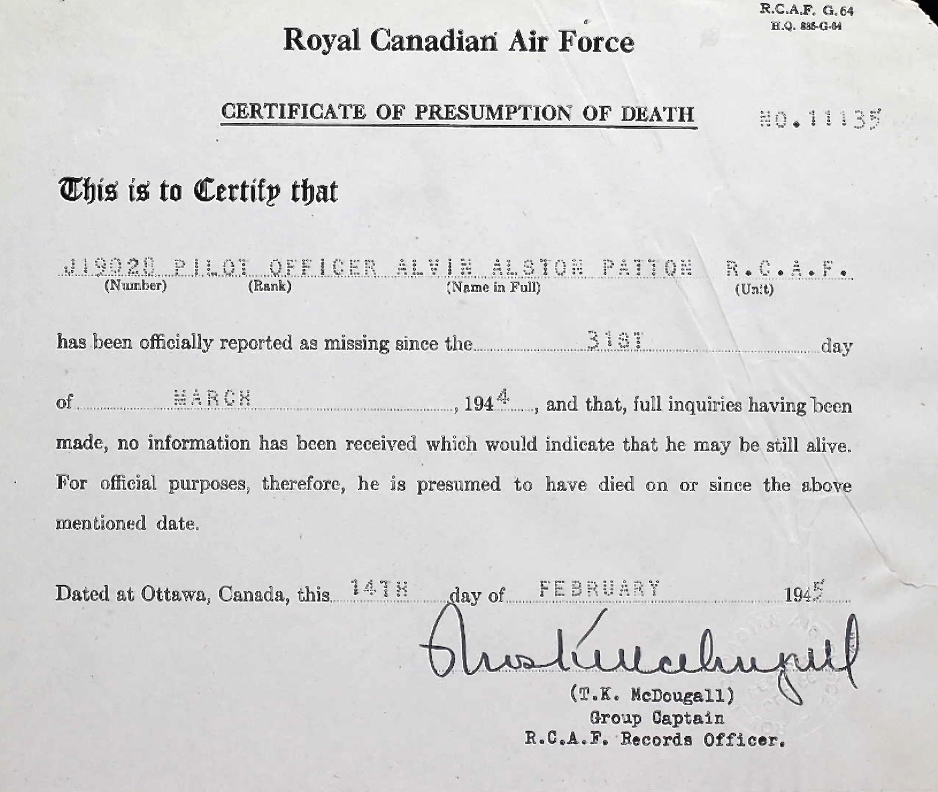 R.C.A.F. G.64
H.Q. 885-G-64
Royal Canadian Air Force
CERTIFICATE OF PRESUMPTION OF DEATH
NO.11135
This is to Certify that
J19028 PILOT OFFICER ALVIN ALSTON PATTON R.C.A.F.
(Number) (Rank) (Name in Full) (Unit)
has been officially reported as missing since the 31ST day
of MARCH, 1944, and that, full inquiries having been
made, no information has been received which would indicate that he may be still alive.
For official purposes, therefore, he is presumed to have died on or since the above
mentioned date.
Dated at Ottawa, Canada, this 14TH day of FEBRUARY 1945
(T.K. McDougall)
Group Captain
R.C.A.F. Records Officer.